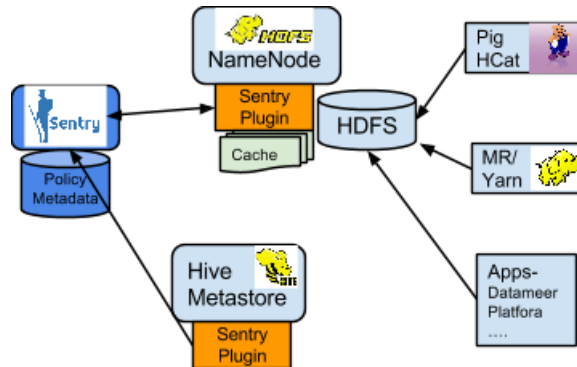 HDFS
NameNode
Sentry
Plugin
Cache
Sentry
Policy
Metadata
HDFS
Pig
HCat
MR/
Yarn
Hive
Metastore
Sentry
Plugin
Apps-
Datameer
Platfora
....